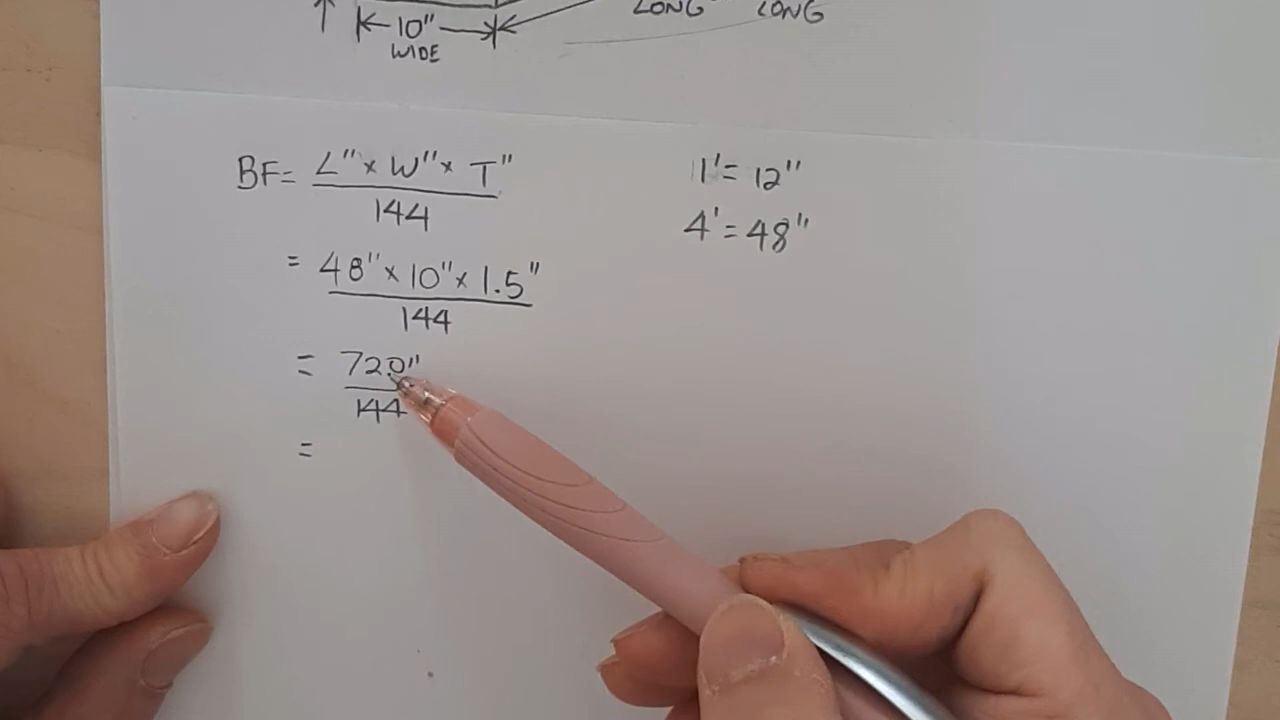 LONG LONG
10"
WIDE
BF= L" x W" x T"
144
1'= 12"
4'= 48"
= 48" x 10" x 1.5"
144
= 720"
144
=